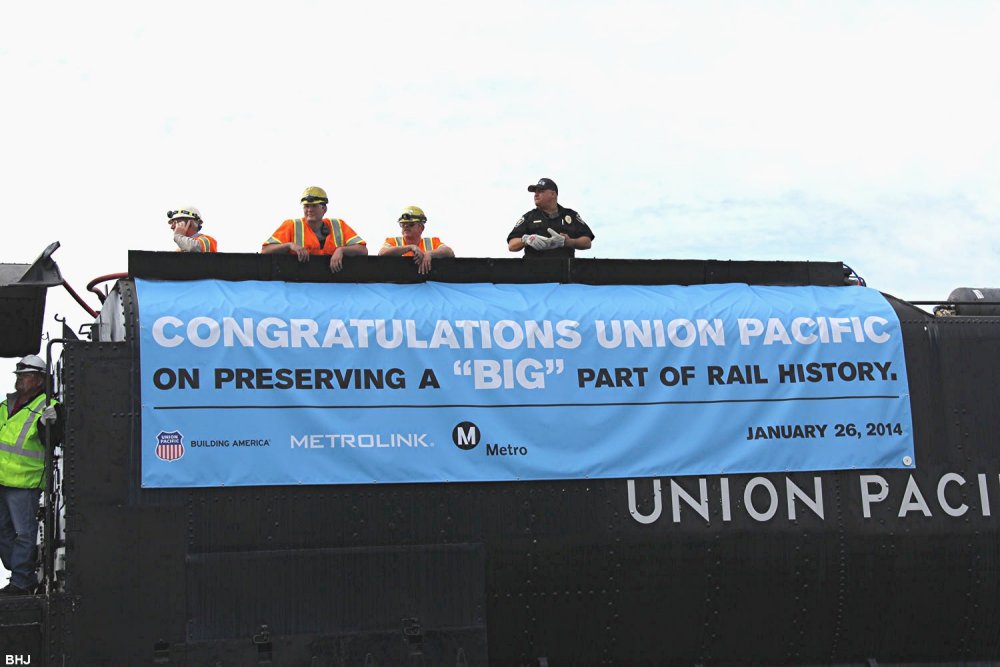 CONGRATULATIONS UNION PACIFIC
ON PRESERVING A "BIG" PART OF RAIL HISTORY.
UNION
PACIFIC
BUILDING AMERICA®
METROLINK®
M
Metro
JANUARY 26, 2014
UNION PACI
BHJ